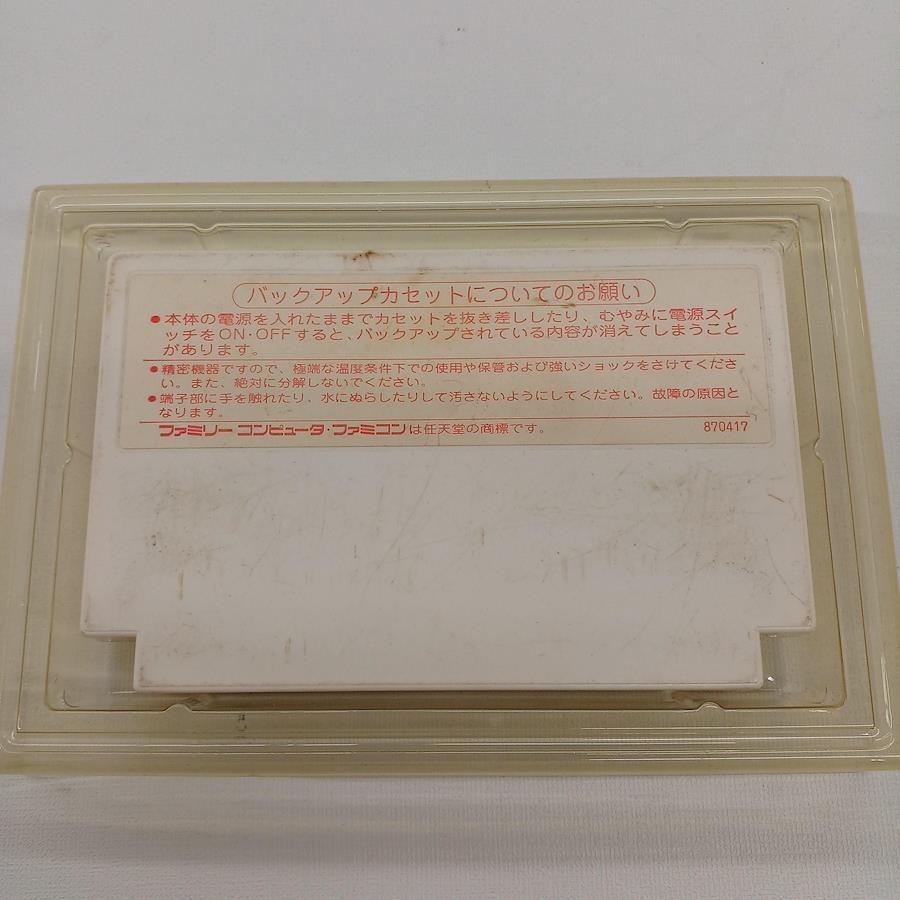 バックアップカセットについてのお願い
●本体の電源を入れたままでカセットを抜き差ししたり、むやみに電源スイ
ッチをON・OFFすると、バックアップされている内容が消えてしまうこと
があります。
●精密機器ですので、極端な温度条件下での使用や保管および強いショックをさけてくださ
い。また、絶対に分解しないでください。
●端子部に手を触れたり、水にぬらしたりして汚さないようにしてください。故障の原因と
なります。
ファミリーコンピュータ・ファミコンは任天堂の商標です。 870417